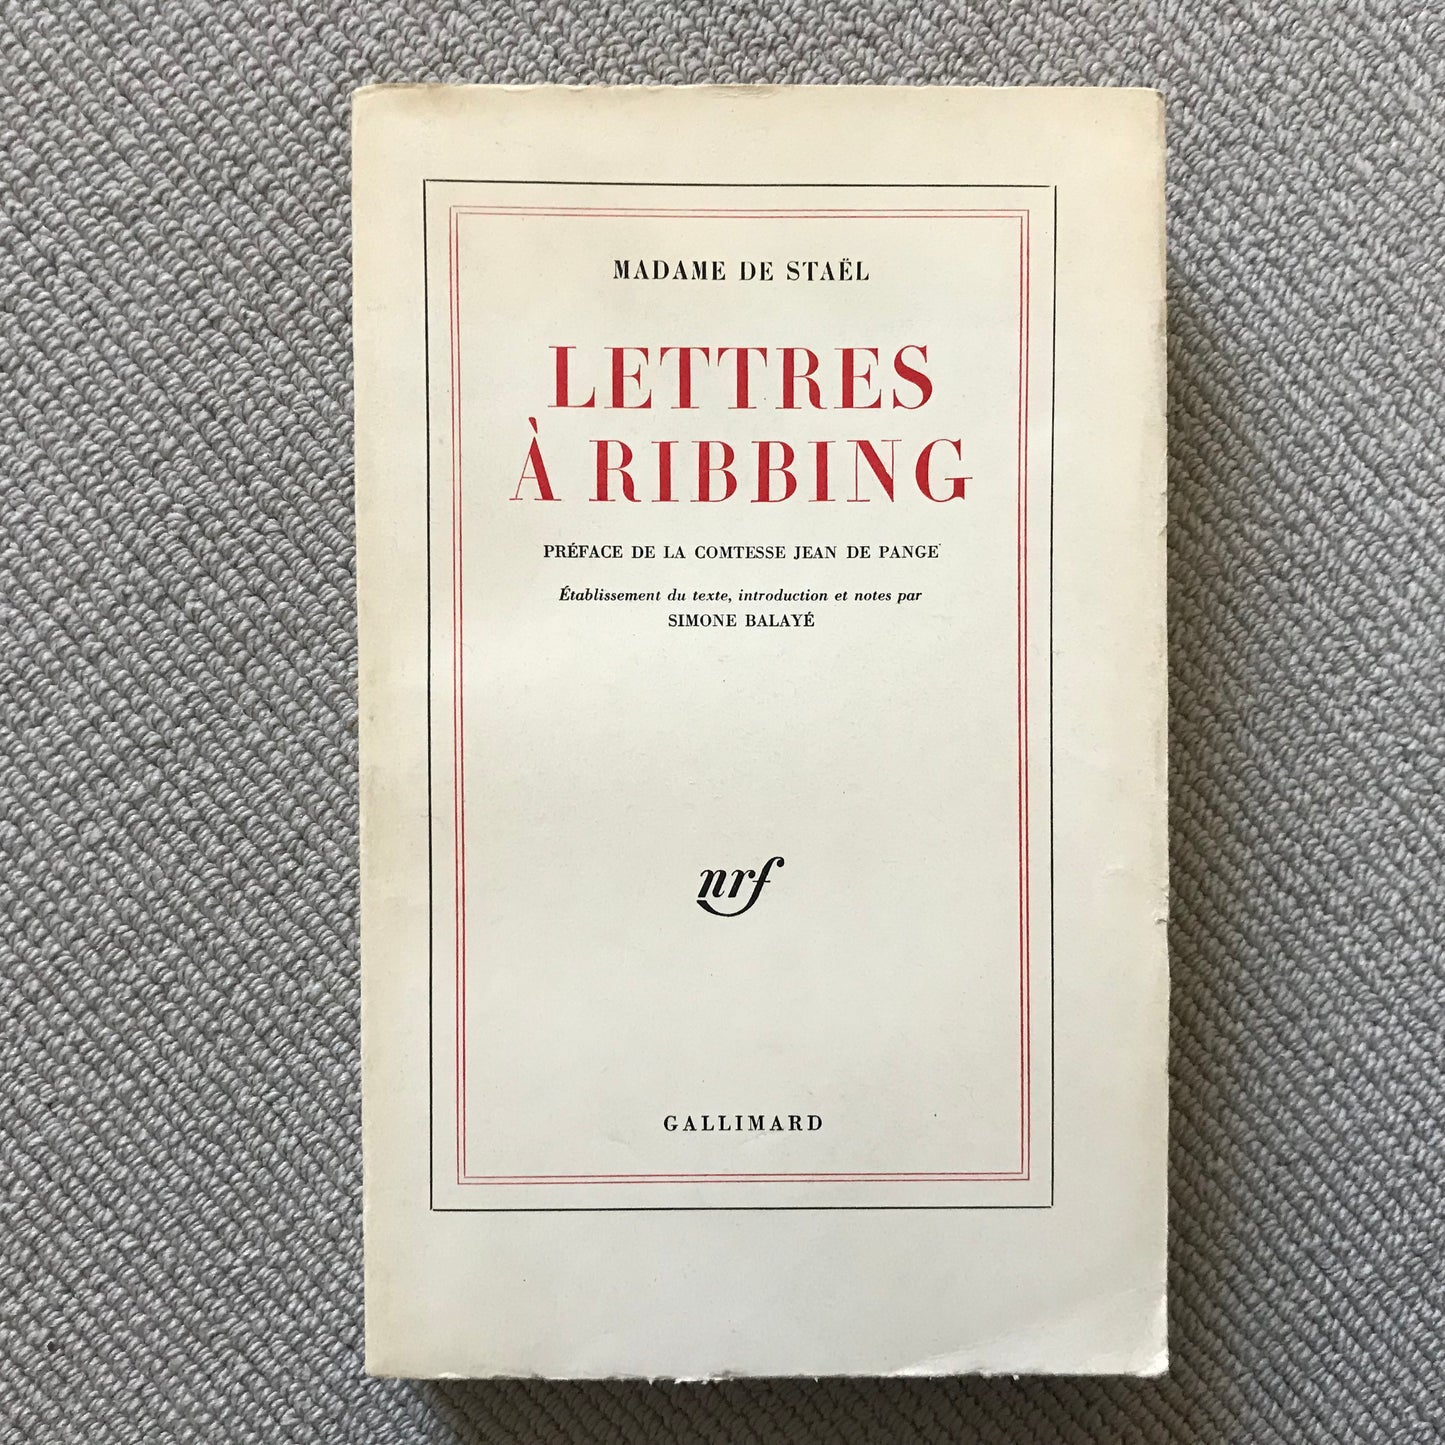 MADAME DE STAËL
LETTRES
À RIBBING
PRÉFACE DE LA COMTESSE JEAN DE PANGE
Établissement du texte, introduction et notes par
SIMONE BALAYÉ
nrf
GALLIMARD